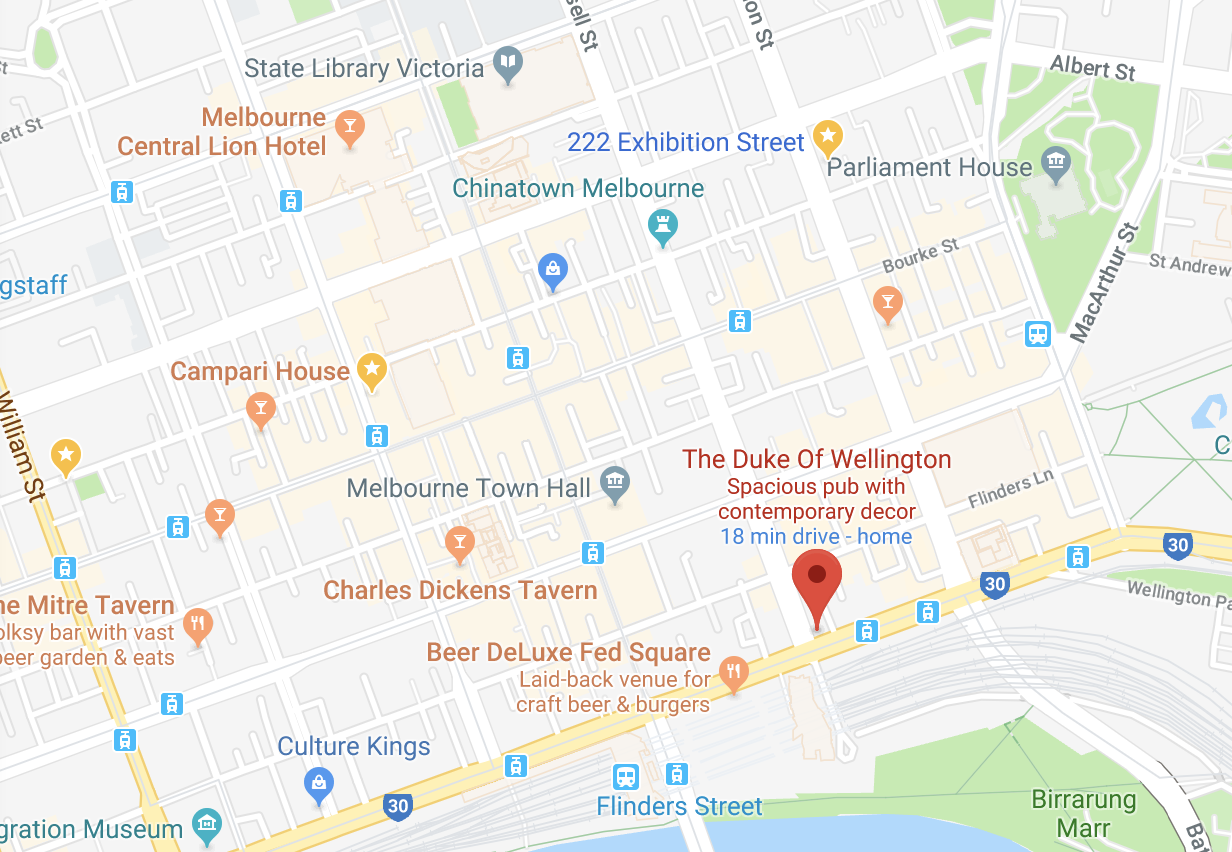 sell St
on St
State Library Victoria
Albert St
Melbourne
Central Lion Hotel
ett St
222 Exhibition Street
Parliament House
Chinatown Melbourne
Bourke St
MacArthur St
St Andrew
gstaff
Campari House
William St
The Duke Of Wellington
Spacious pub with
contemporary decor
18 min drive - home
Melbourne Town Hall
Flinders Ln
30
30
Charles Dickens Tavern
Wellington Pa
ne Mitre Tavern
olksy bar with vast
beer garden & eats
Beer DeLuxe Fed Square
Laid-back venue for
craft beer & burgers
Culture Kings
30
Flinders Street
Birrarung
Marr
gration Museum
Bat